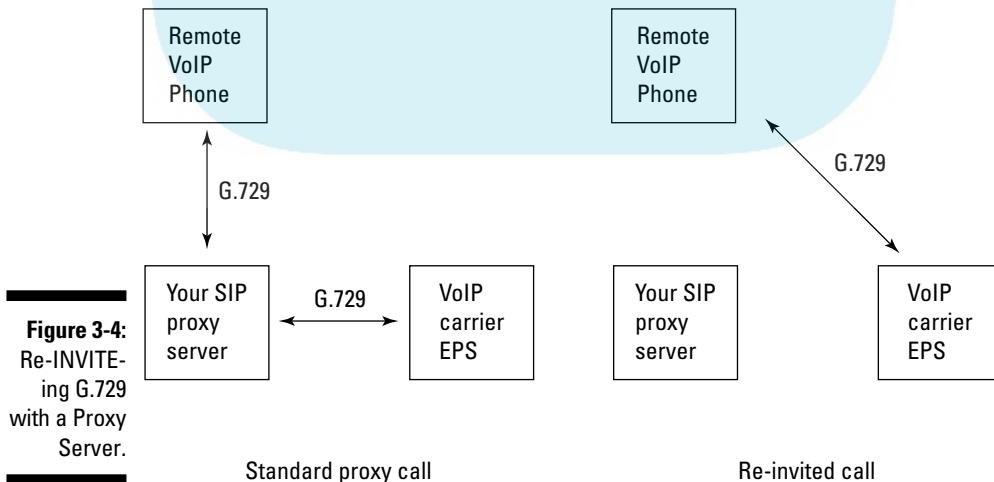 Remote
VoIP
Phone
Remote
VoIP
Phone
G.729
G.729
Your SIP
proxy
server
G.729
VoIP
carrier
EPS
Your SIP
proxy
server
VoIP
carrier
EPS
Figure 3-4:
Re-INVITE-
ing G.729
with a Proxy
Server.
Standard proxy call
Re-invited call